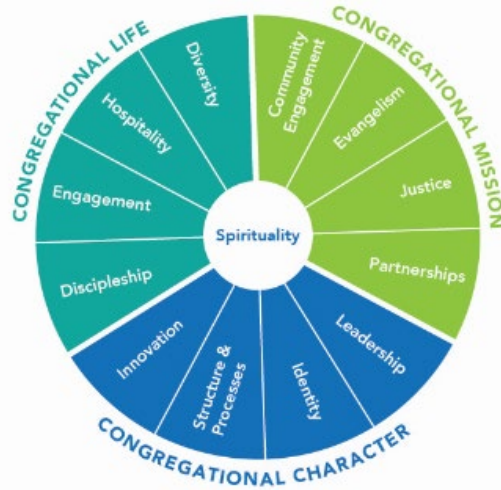 CONGREGATIONAL LIFE
Diversity
Hospitality
Engagement
Discipleship
CONGREGATIONAL MISSION
Community
Engagement
Evangelism
Justice
Partnerships
Spirituality
Innovation
Structure &
Processes
Identity
Leadership
CONGREGATIONAL CHARACTER